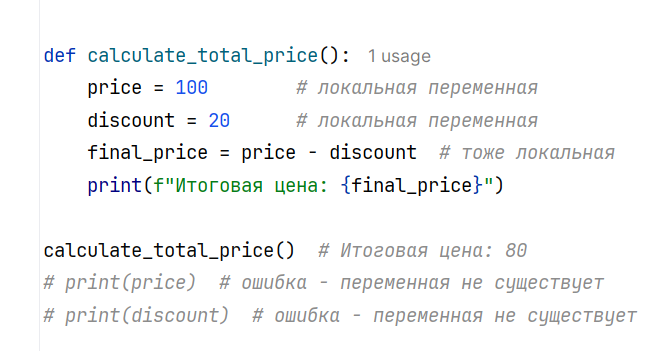 def calculate_total_price():  1 usage
    price = 100        # локальная переменная
    discount = 20      # локальная переменная
    final_price = price - discount  # тоже локальная
    print(f"Итоговая цена: {final_price}")

calculate_total_price()  # Итоговая цена: 80
# print(price)  # ошибка - переменная не существует
# print(discount)  # ошибка - переменная не существует